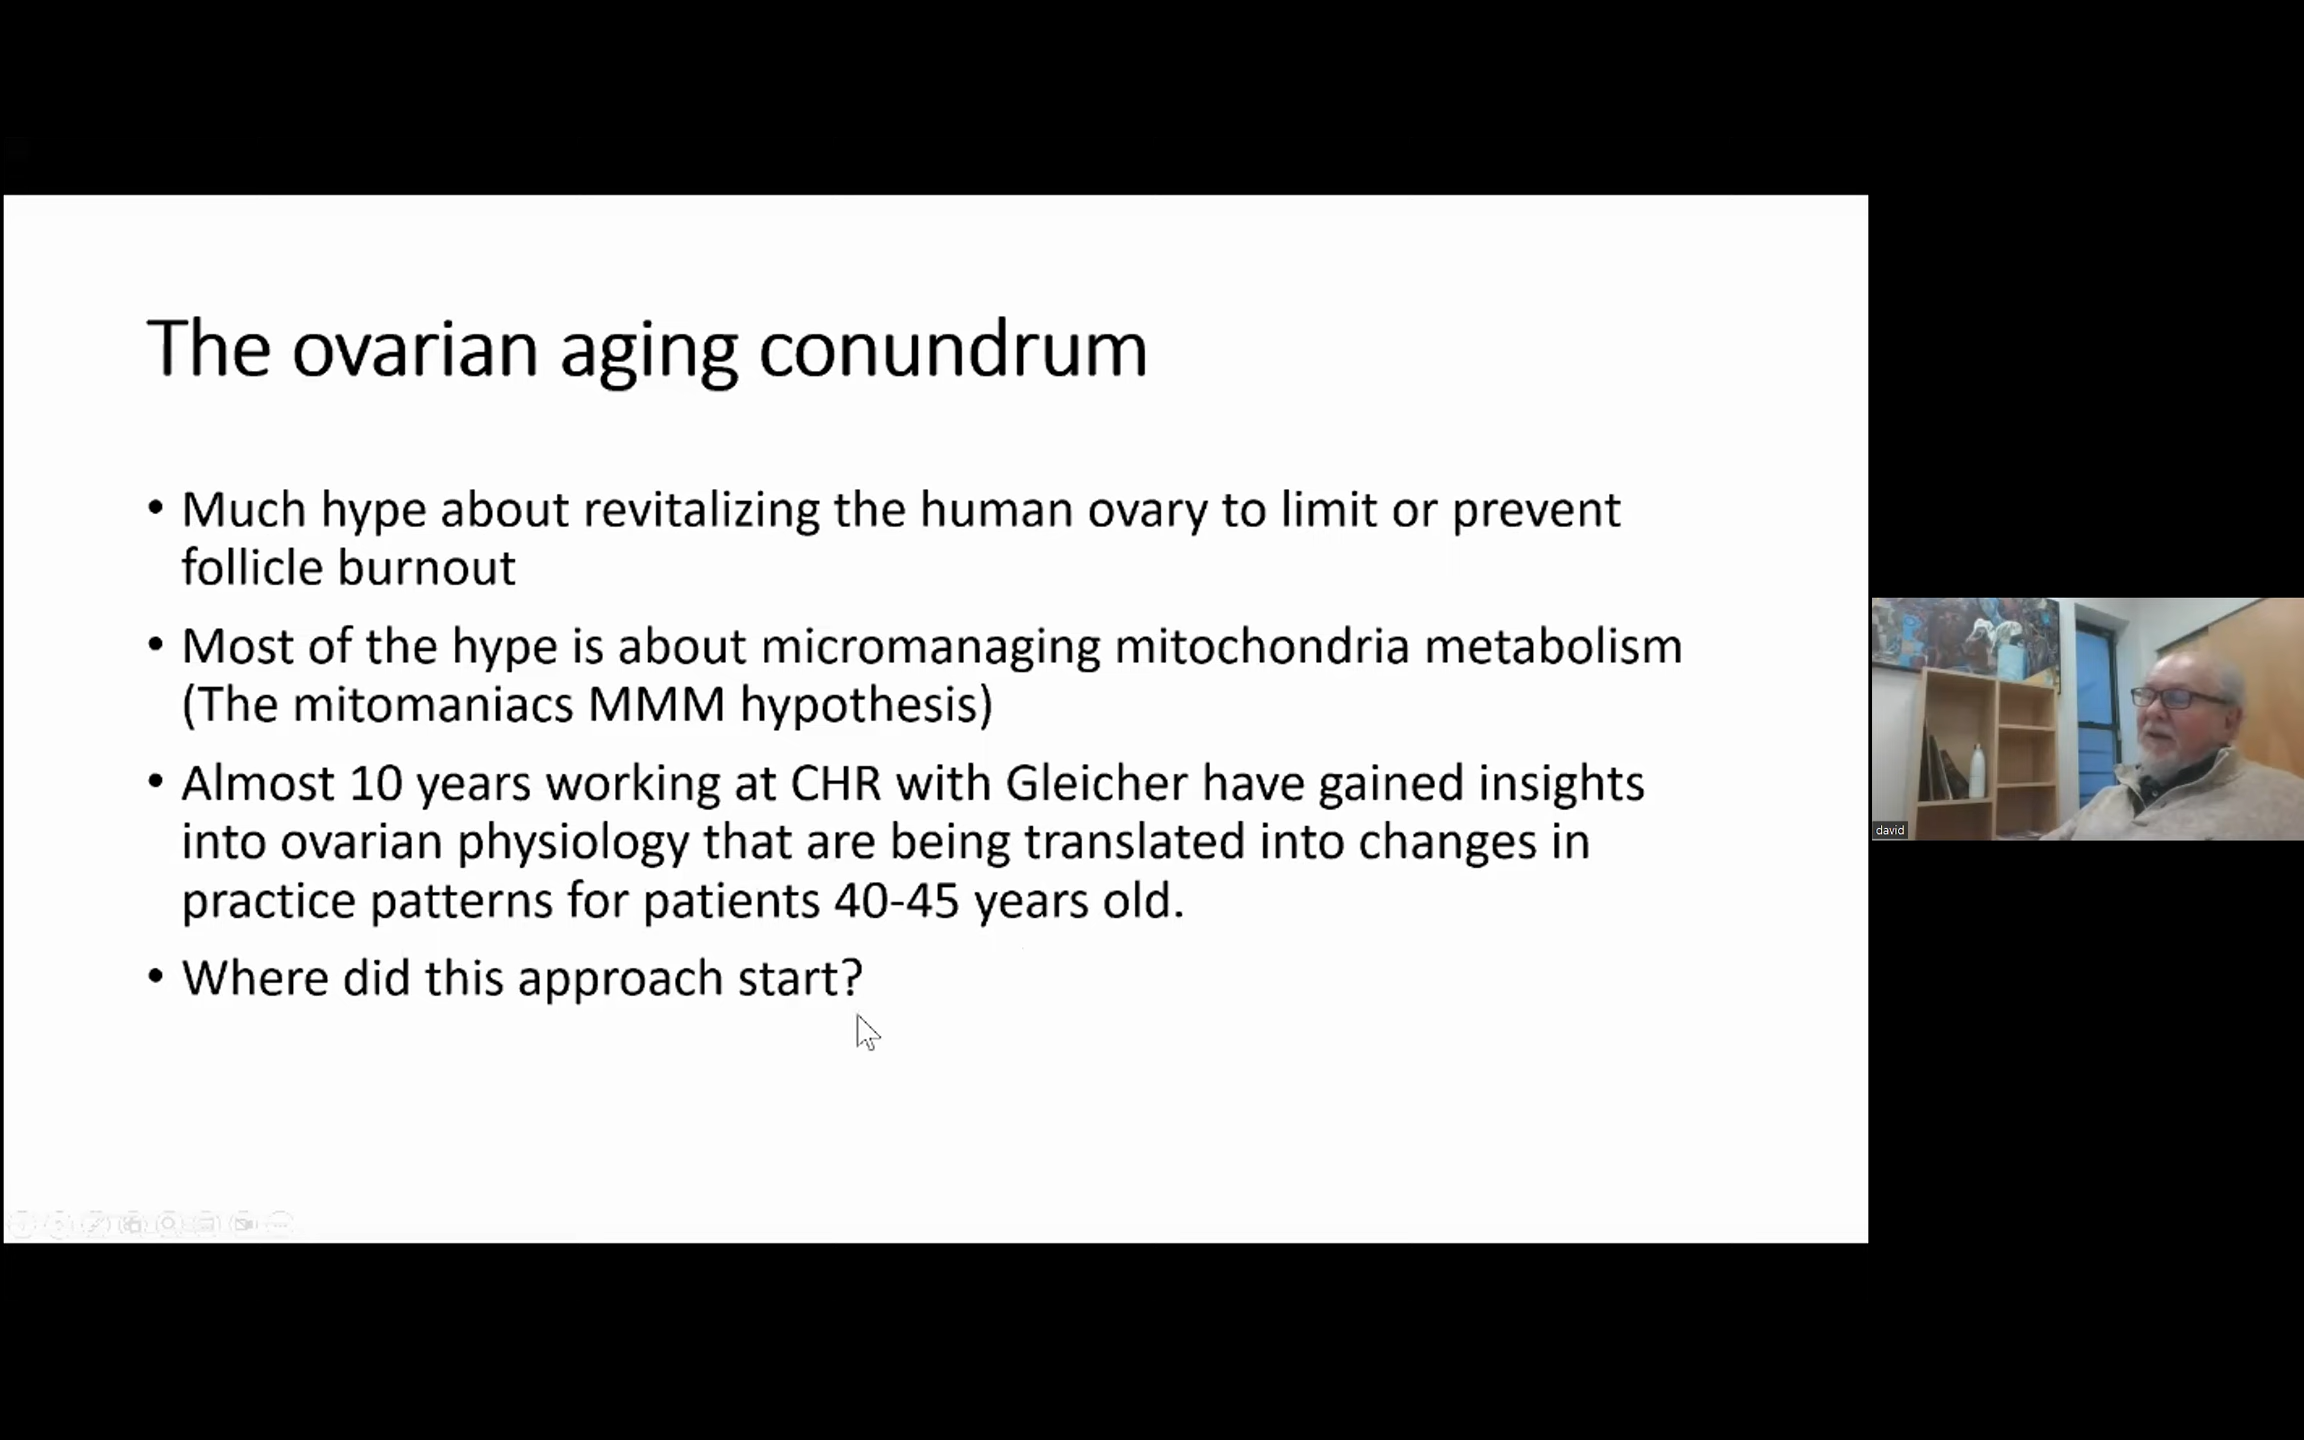 The ovarian aging conundrum
• Much hype about revitalizing the human ovary to limit or prevent
follicle burnout
• Most of the hype is about micromanaging mitochondria metabolism
(The mitomaniacs MMM hypothesis)
• Almost 10 years working at CHR with Gleicher have gained insights
into ovarian physiology that are being translated into changes in
practice patterns for patients 40-45 years old.
• Where did this approach start?
david